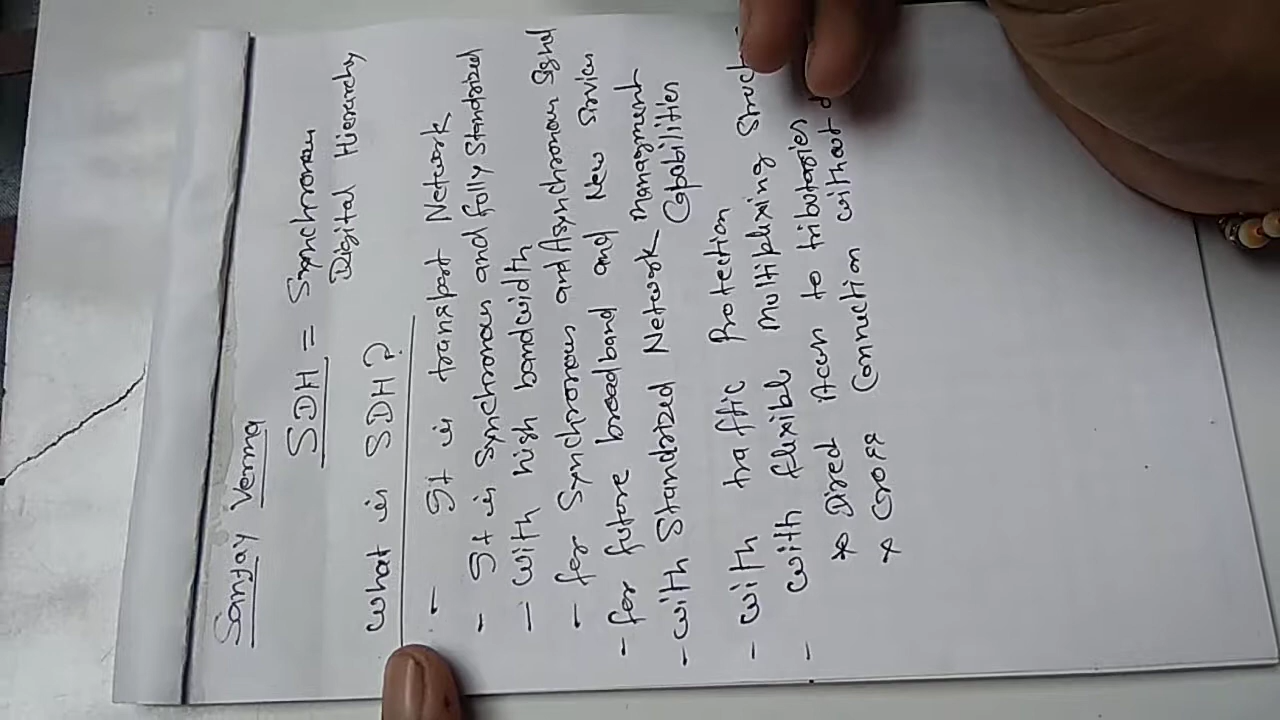 Sanjay Verma
SDH = Synchronous
Digital Hierarchy
What is SDH?
- It is transport Network
- It is Synchronous and fully Standardized
- With high bandwidth
- for Synchronous and Asynchronous Signal
- for future broadband and New Services
- with Standardized Network Managment
Capabilities
- with traffic Protection
- with flexible Multiplexing
* Direct Access to tributaries
* Cross Connection without